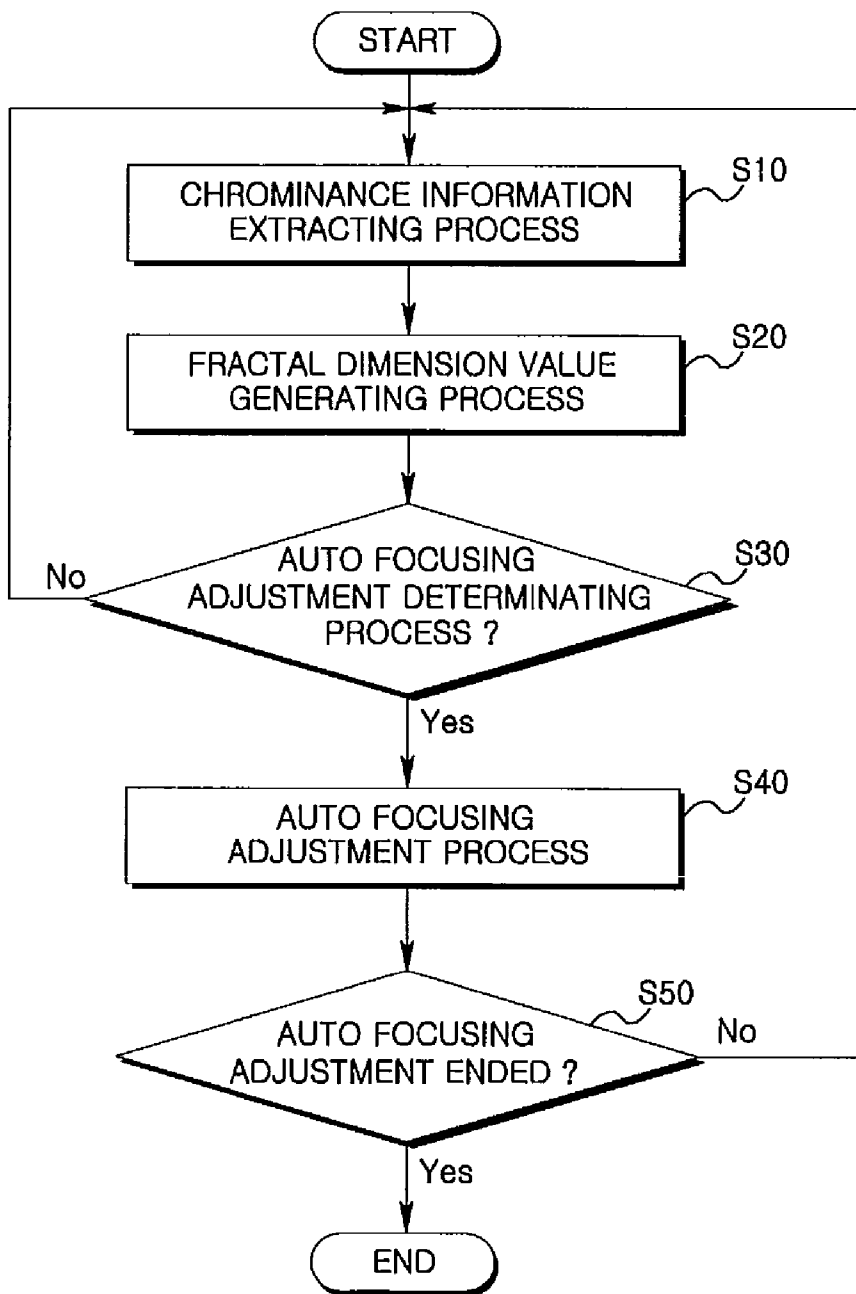 START
S10
CHROMINANCE INFORMATION
EXTRACTING PROCESS
S20
FRACTAL DIMENSION VALUE
GENERATING PROCESS
S30
No
AUTO FOCUSING
ADJUSTMENT DETERMINATING
PROCESS ?
Yes
S40
AUTO FOCUSING
ADJUSTMENT PROCESS
S50
AUTO FOCUSING
ADJUSTMENT ENDED ?
No
Yes
END